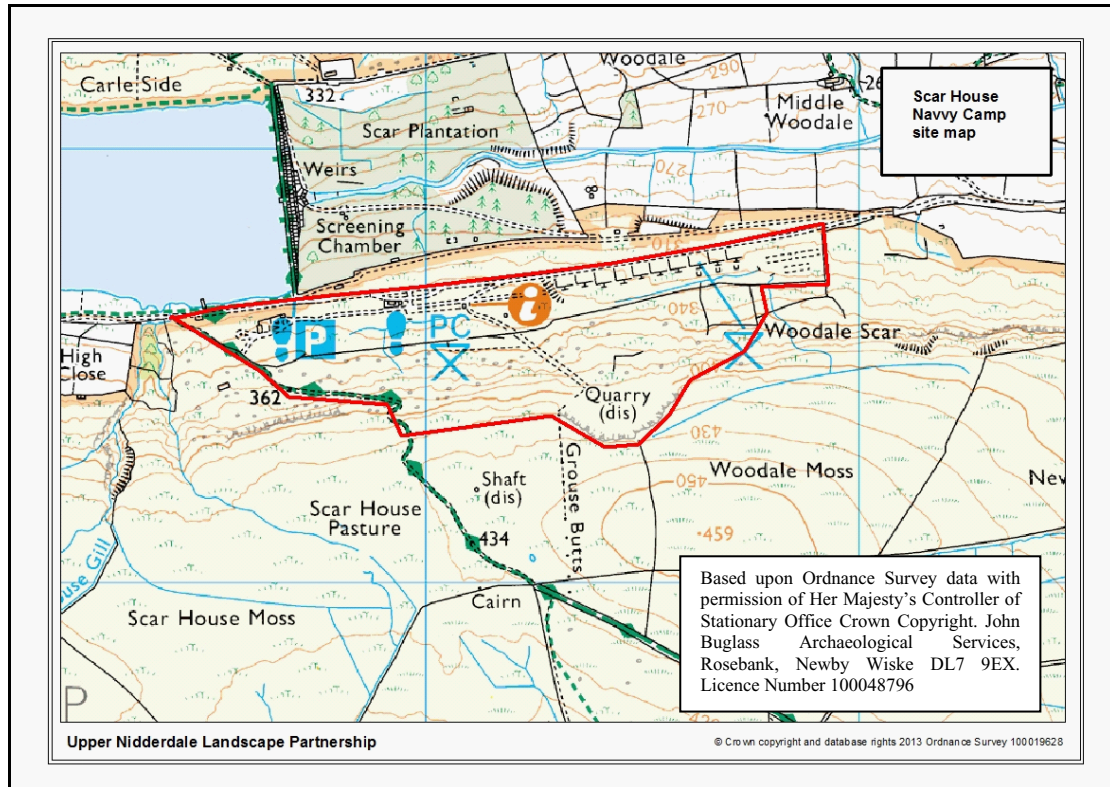 Carle Side
332
Woodale
290
270
Middle
Woodale
Scar House
Navvy Camp
site map
Scar Plantation
Weirs
270
Screening
Chamber
310
i
P
PC
340
Woodale Scar
High
362
Quarry
(dis)
430
Woodale Moss
450
Shaft
(dis)
Grouse Butts
Scar House
Pasture
434
459
Cairn
Scar House Moss
P
Based upon Ordnance Survey data with
permission of Her Majesty’s Controller of
Stationary Office Crown Copyright. John
Buglass Archaeological Services,
Rosebank, Newby Wiske DL7 9EX.
Licence Number 100048796
Upper Nidderdale Landscape Partnership
© Crown copyright and database rights 2013 Ordnance Survey 100019628